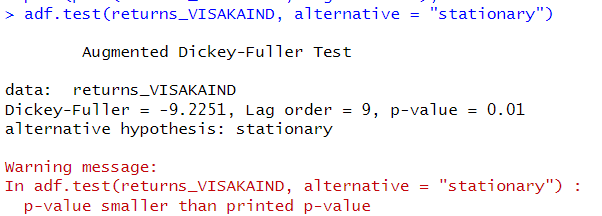 > adf.test(returns_VISAKAIND, alternative = "stationary")
Augmented Dickey-Fuller Test
data:  returns_VISAKAIND
Dickey-Fuller = -9.2251, Lag order = 9, p-value = 0.01
alternative hypothesis: stationary
Warning message:
In adf.test(returns_VISAKAIND, alternative = "stationary") :
  p-value smaller than printed p-value